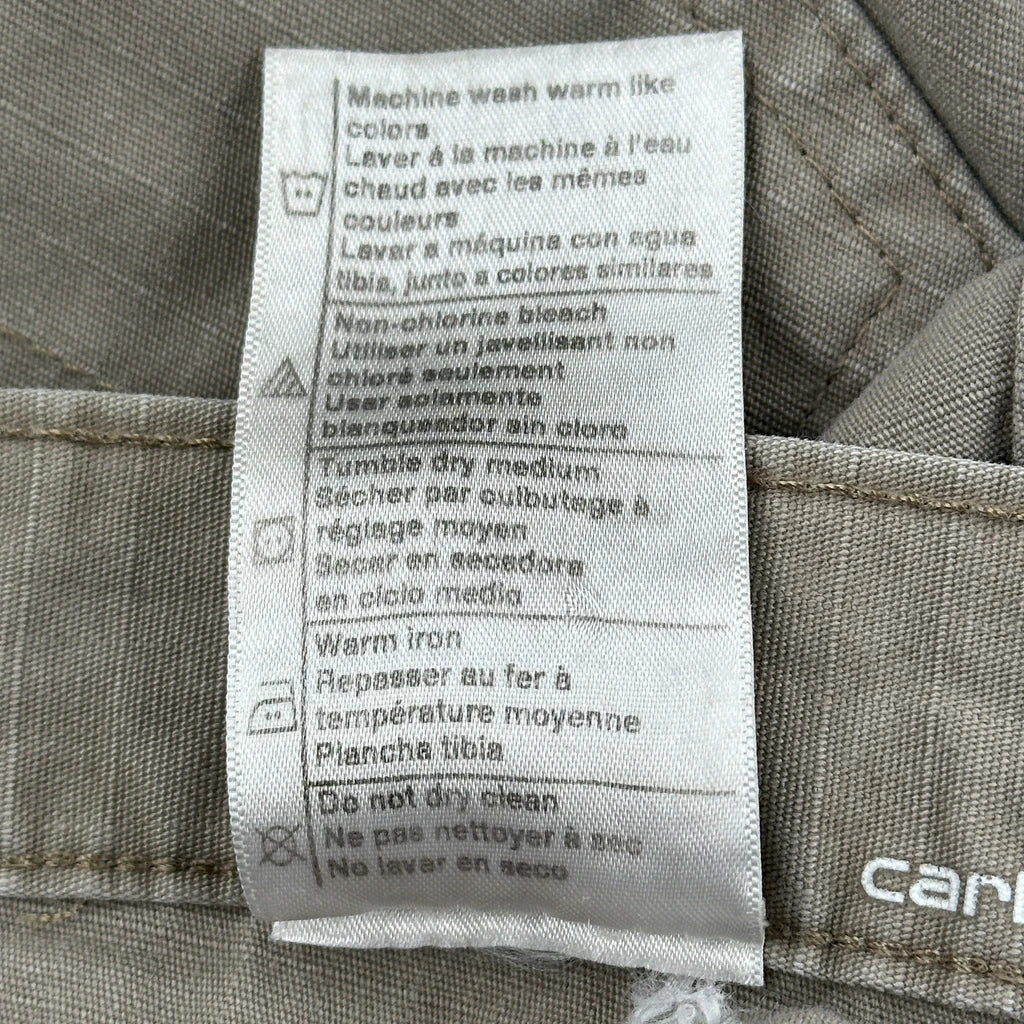 Machine wash warm like
colors
Laver á la machine à l'eau
chaud avec les mêmes
couleurs
Lavar a máquina con agua
tibia, junto a colores similares
Non-chlorine bleach
Utiliser un javellisant non
chloré seulement
Usar solamente
blanqueador sin cloro
Tumble dry medium
Sécher par culbutage à
réglage moyen
Secar en secadora
en ciclo medio
Warm iron
Repasser au fer à
température moyenne
Plancha tibia
Do not dry clean
Ne pas nettoyer à sec
No lavar en seco
car